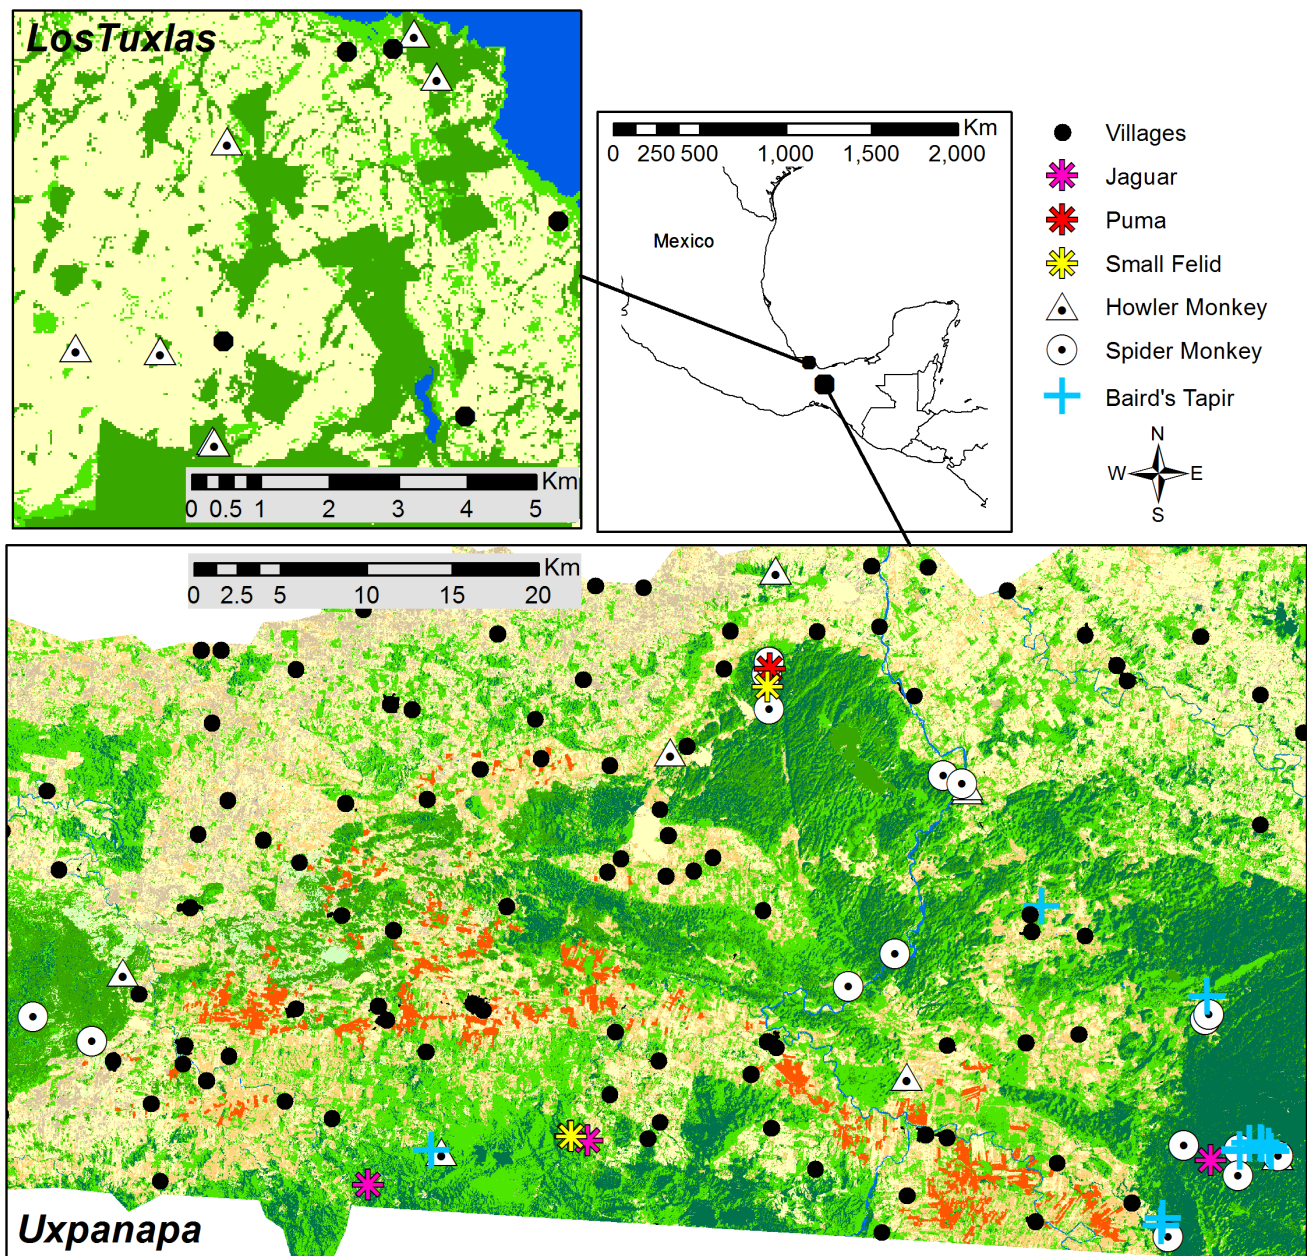 LosTuxlas
Km
0 0.5 1 2 3 4 5
Km
0 250 500 1,000 1,500 2,000
Mexico
Villages
Jaguar
Puma
Small Felid
Howler Monkey
Spider Monkey
Baird's Tapir
N
W E
S
Km
0 2.5 5 10 15 20
Uxpanapa